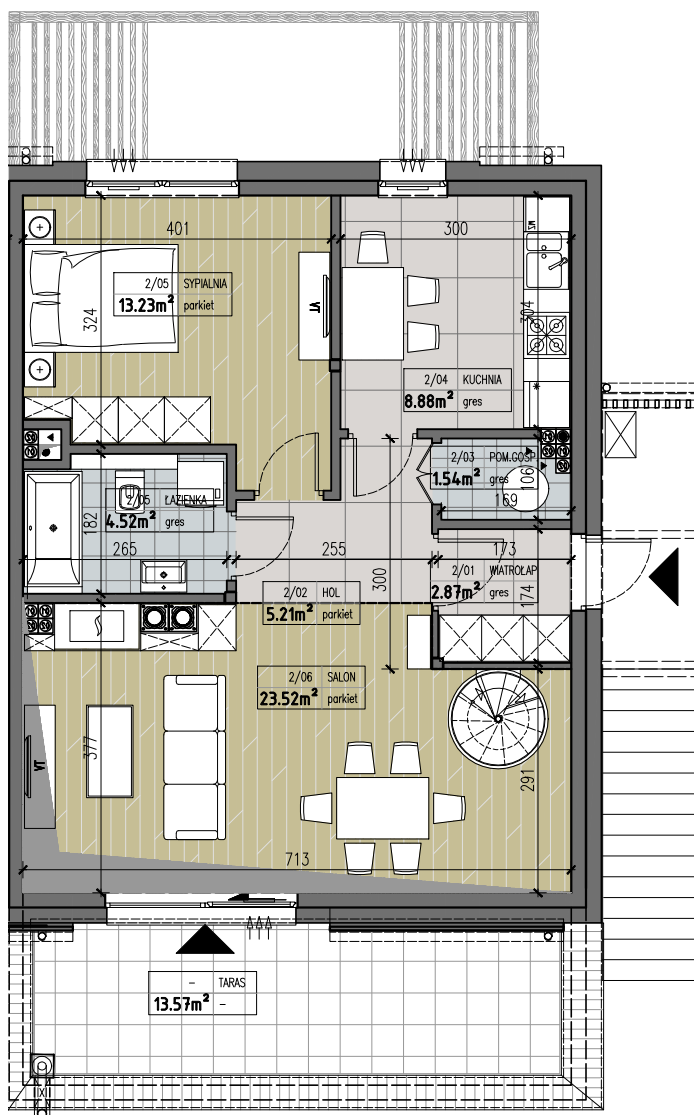 401
300
2/05 SYPIALNIA
13.23m² parkiet
324
304
ZM
VT
2/04 KUCHNIA
8.88m² gres
2/03 POM.GOSP.
1.54m² gres
106
169
2/05 ŁAZIENKA
4.52m² gres
182
265
255
173
300
2/01 WIATROŁAP
2.87m² gres
174
2/02 HOL
5.21m² parkiet
2/06 SALON
23.52m² parkiet
377
VT
291
713
- TARAS
13.57m² -